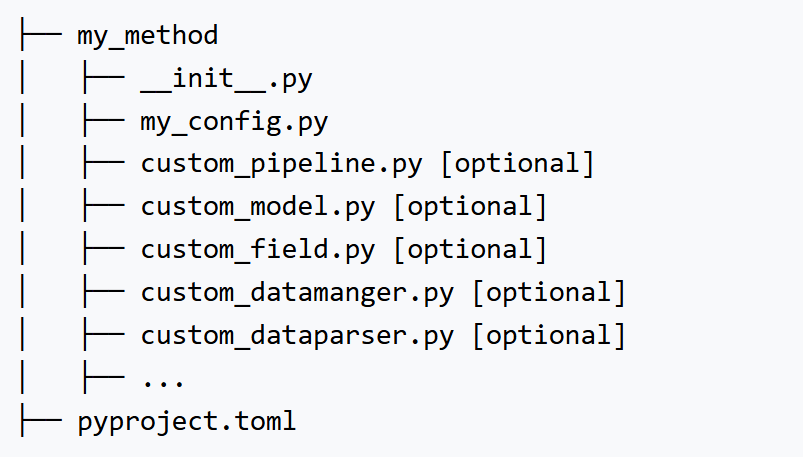 ├── my_method
│   ├── __init__.py
│   ├── my_config.py
│   ├── custom_pipeline.py [optional]
│   ├── custom_model.py [optional]
│   ├── custom_field.py [optional]
│   ├── custom_datamanger.py [optional]
│   ├── custom_dataparser.py [optional]
│   ├── ...
├── pyproject.toml